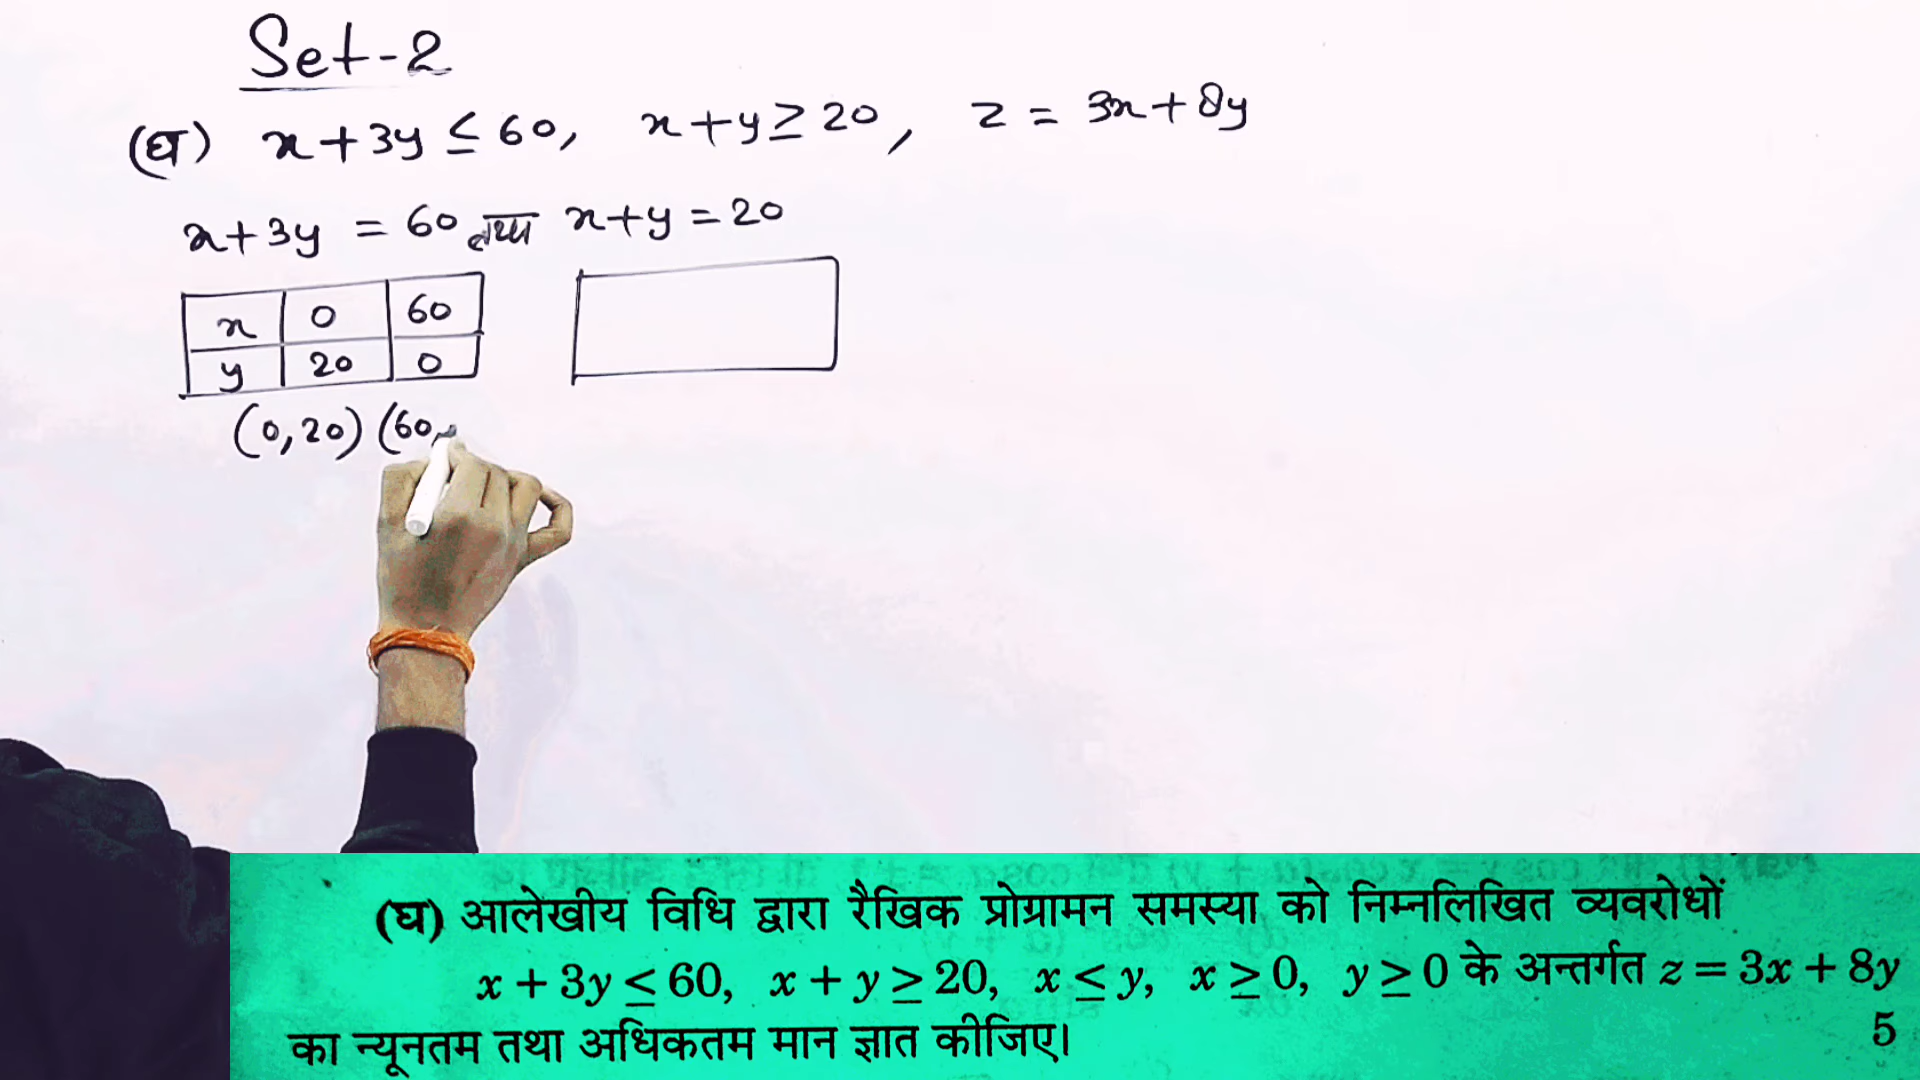 Set-2
(घ) x+3y ≤ 60, x+y ≥ 20, z = 3x+8y
x+3y = 60 तथा x+y = 20
x 0 60
y 20 0
(0,20) (60,
(घ) आलेखीय विधि द्वारा रैखिक प्रोग्रामन समस्या को निम्नलिखित व्यवरोधों
x + 3y ≤ 60, x + y ≥ 20, x ≤ y, x ≥ 0, y ≥ 0 के अन्तर्गत z = 3x + 8y
का न्यूनतम तथा अधिकतम मान ज्ञात कीजिए। 5